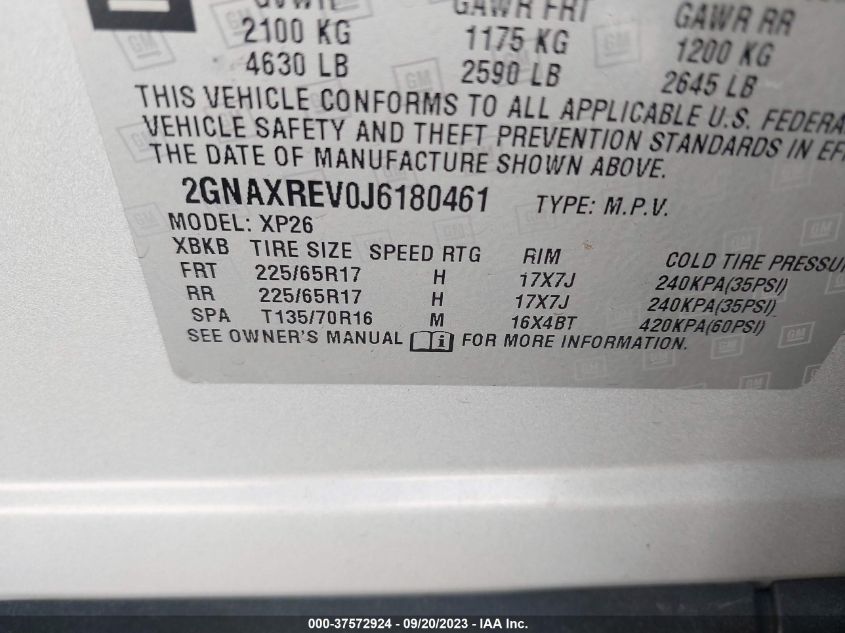 GVWR GAWR FRT GAWR RR
2100 KG 1175 KG 1200 KG
4630 LB 2590 LB 2645 LB
THIS VEHICLE CONFORMS TO ALL APPLICABLE U.S. FEDERA
VEHICLE SAFETY AND THEFT PREVENTION STANDARDS IN EF
THE DATE OF MANUFACTURE SHOWN ABOVE.
2GNAXREV0J6180461 TYPE: M.P.V.
MODEL: XP26
XBKB TIRE SIZE SPEED RTG RIM COLD TIRE PRESSU
FRT 225/65R17 H 17X7J 240KPA(35PSI)
RR 225/65R17 H 17X7J 240KPA(35PSI)
SPA T135/70R16 M 16X4BT 420KPA(60PSI)
SEE OWNER'S MANUAL i FOR MORE INFORMATION.
000-37572924 - 09/20/2023 - IAA Inc.